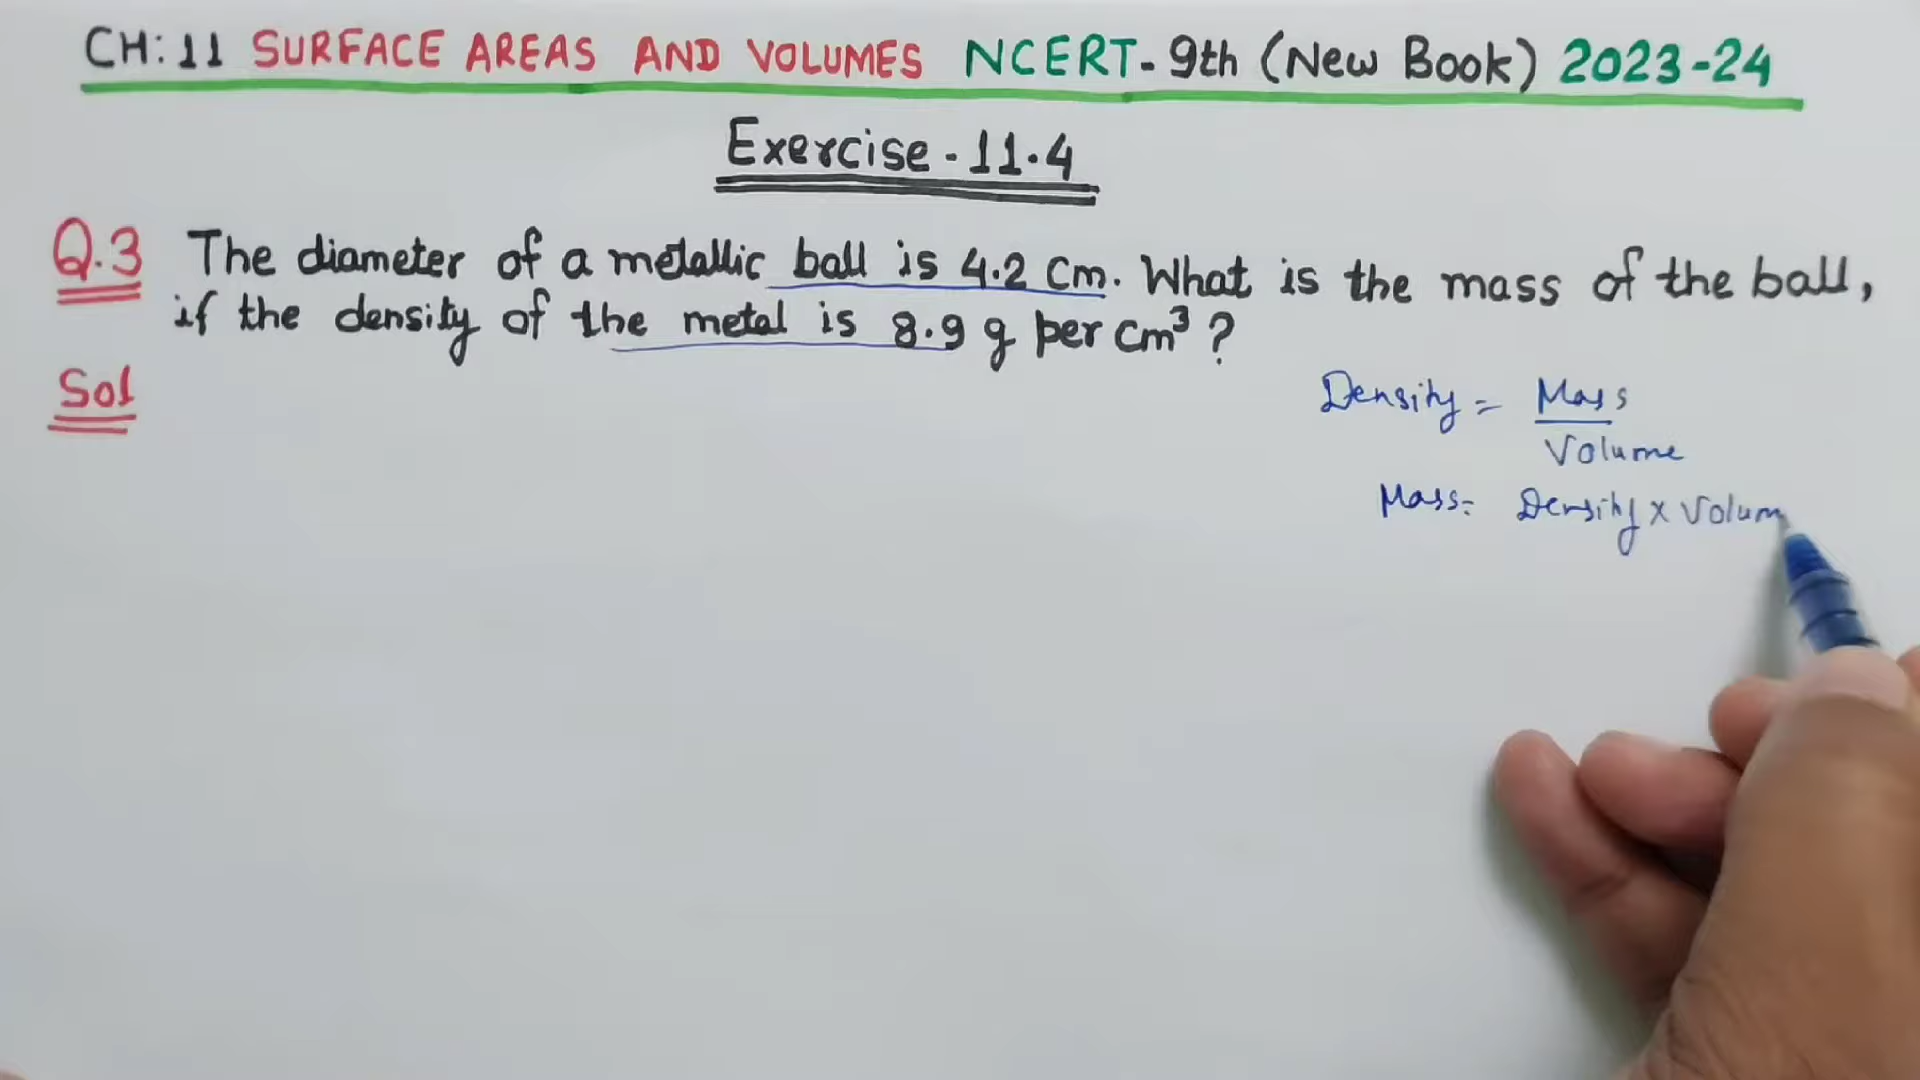 CH: 11 SURFACE AREAS AND VOLUMES NCERT- 9th (New Book) 2023-24
Exercise - 11.4
Q.3 The diameter of a metallic ball is 4.2 cm. What is the mass of the ball,
if the density of the metal is 8.9 g per cm³ ?
Sol
Density = Mass
Volume
Mass = Density x Volum